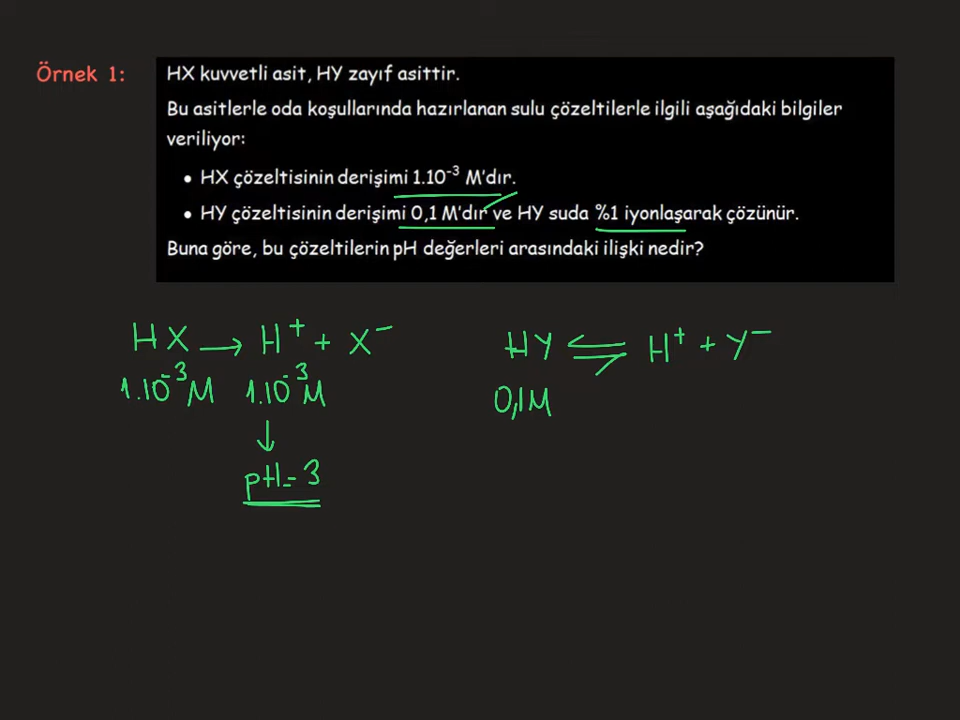 Örnek 1:
HX kuvvetli asit, HY zayıf asittir.
Bu asitlerle oda koşullarında hazırlanan sulu çözeltilerle ilgili aşağıdaki bilgiler
veriliyor:
• HX çözeltisinin derişimi 1.10⁻³ M'dır.
• HY çözeltisinin derişimi 0,1 M'dır ve HY suda %1 iyonlaşarak çözünür.
Buna göre, bu çözeltilerin pH değerleri arasındaki ilişki nedir?
HX → H⁺ + X⁻
1.10⁻³M 1.10⁻³M
↓
pH = 3
HY ⇌ H⁺ + Y⁻
0,1M